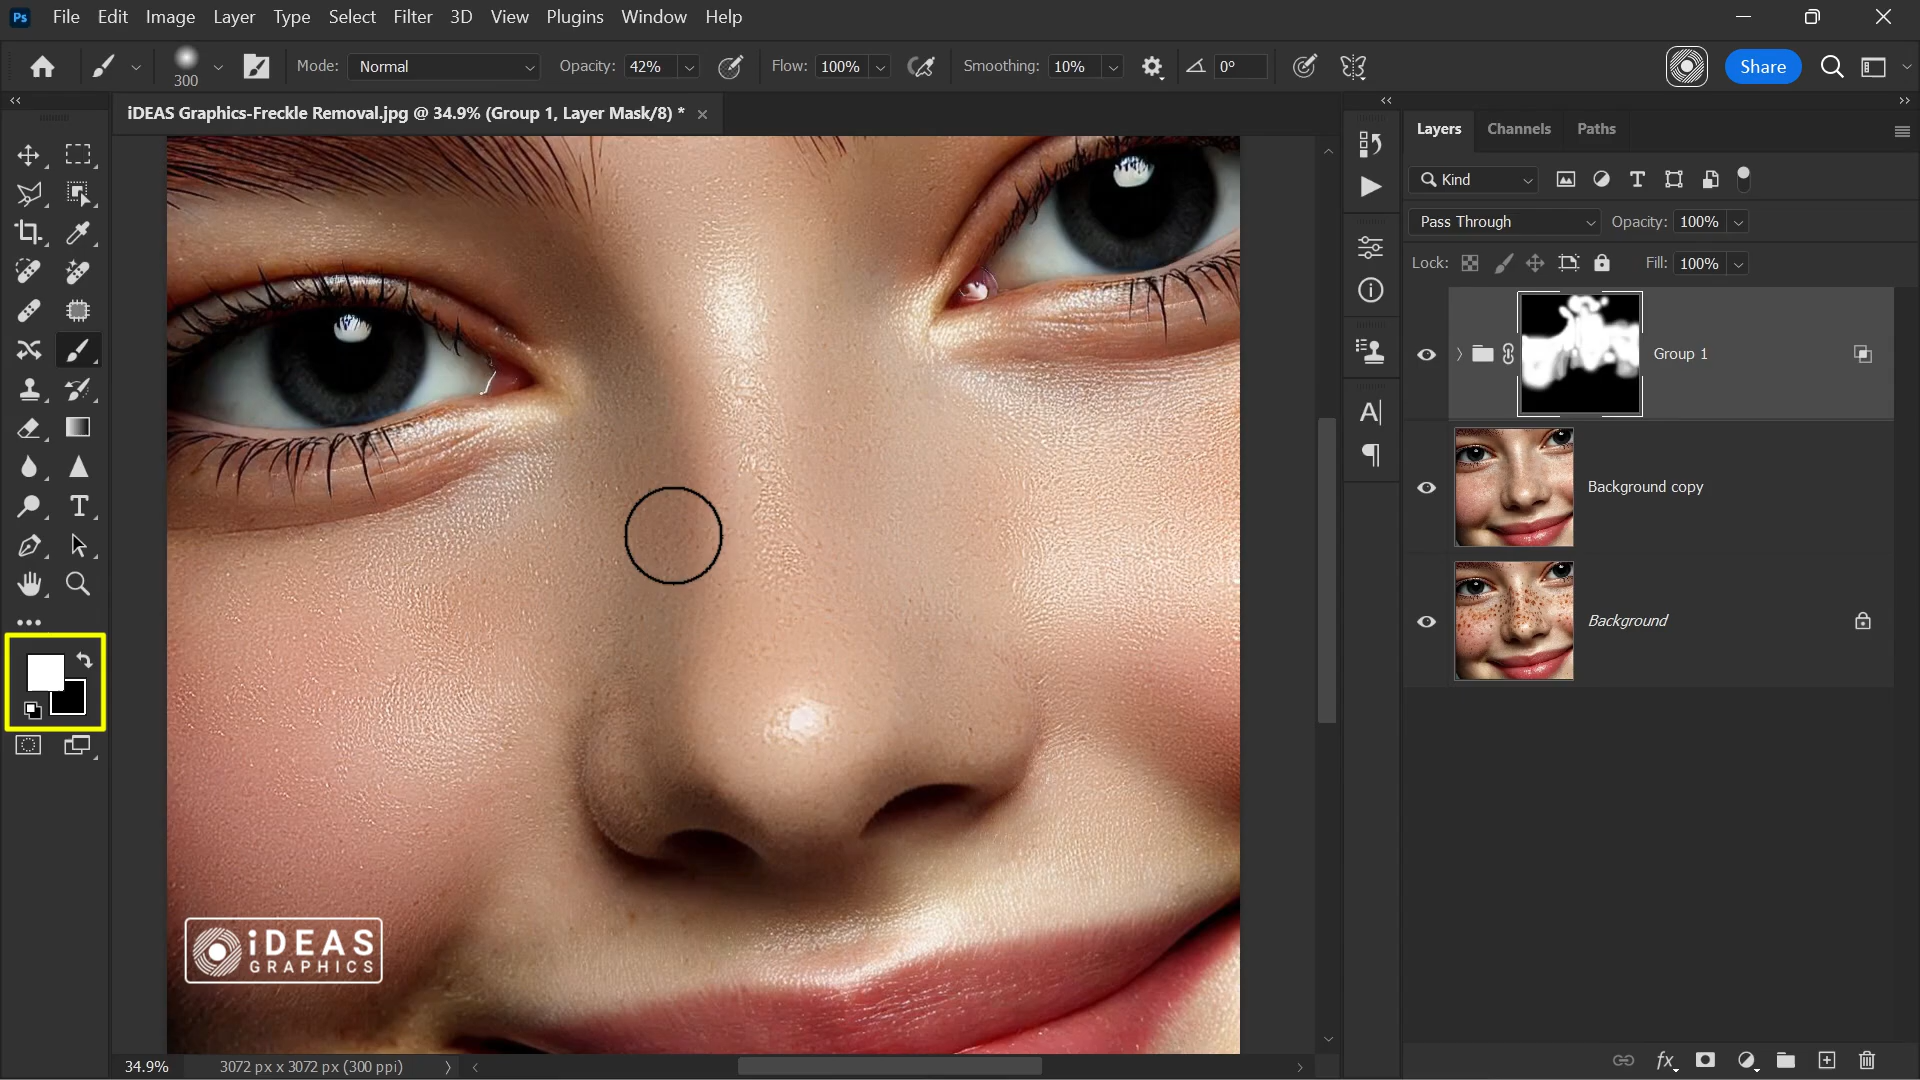 Ps File Edit Image Layer Type Select Filter 3D View Plugins Window Help
300 Mode: Normal Opacity: 42% Flow: 100% Smoothing: 10% 0° Share
iDEAS Graphics-Freckle Removal.jpg @ 34.9% (Group 1, Layer Mask/8) *
Layers Channels Paths
Kind
Pass Through Opacity: 100%
Lock: Fill: 100%
Group 1
Background copy
Background
iDEAS
GRAPHICS
34.9% 3072 px x 3072 px (300 ppi)
fx